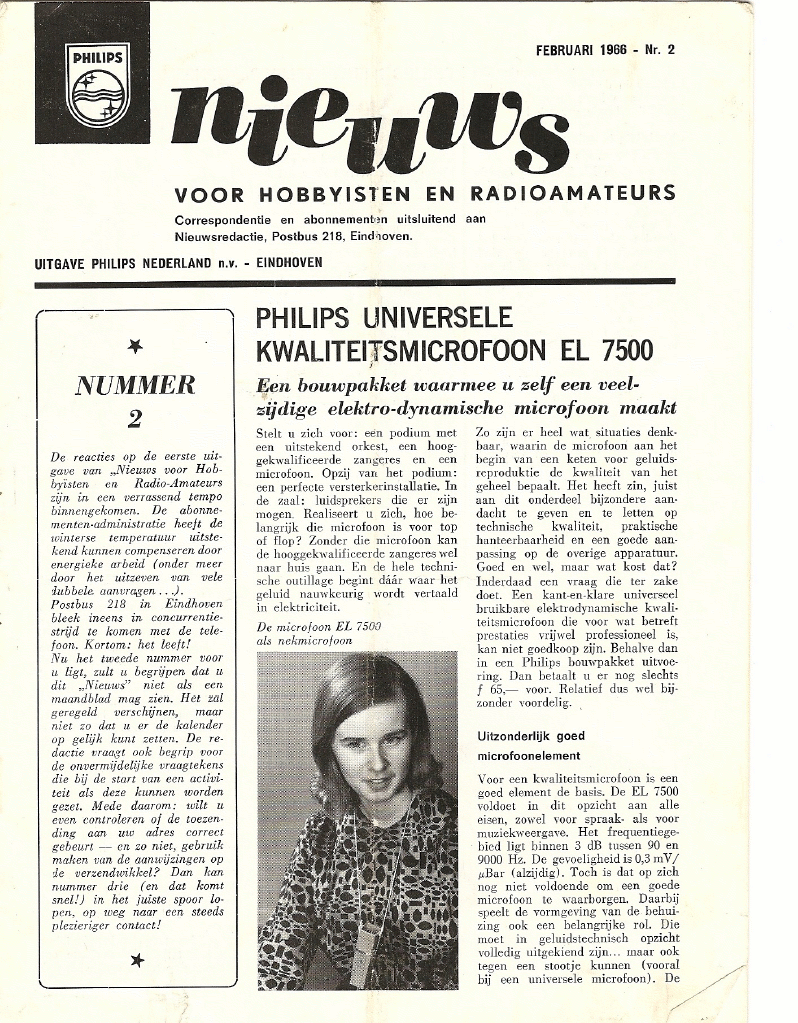 PHILIPS
FEBRUARI 1966 - Nr. 2
nieuws
VOOR HOBBYISTEN EN RADIOAMATEURS
Correspondentie en abonnementen uitsluitend aan
Nieuwsredactie, Postbus 218, Eindhoven.
UITGAVE PHILIPS NEDERLAND n.v. - EINDHOVEN
NUMMER
2
De reacties op de eerste uit-
gave van „Nieuws voor Hob-
byïsten en Radio-Amateurs
zijn in een verrassend tempo
binnengekomen. De abonne-
menten-administratie heeft de
winterse temperatuur uitste-
kend kunnen compenseren door
energieke arbeid (onder meer
door het uitzeven van vele
dubbele aanvragen . . .).
Postbus 218 in Eindhoven
bleek ineens in concurrentie-
strijd te komen met de tele-
foon. Kortom: het leeft!
Nu het tweede nummer voor
u ligt, zult u begrijpen dat u
dit „Nieuws” niet als een
maandblad mag zien. Het zal
geregeld verschijnen, maar
niet zo dat u er de kalender
op gelijk kunt zetten. De re-
dactie vraagt ook begrip voor
de onvermijdelijke vraagtekens
die bij de start van een activi-
teit als deze kunnen worden
gezet. Mede daarom: wilt u
even controleren of de toezen-
ding aan uw adres correct
gebeurt — en zo niet, gebruik
maken van de aanwijzingen op
de verzendwikkel? Dan kan
nummer drie (en dat komt
snel!) in het juiste spoor lo-
pen, op weg naar een steeds
plezieriger contact!
PHILIPS UNIVERSELE
KWALITEITSMICROFOON EL 7500
Een bouwpakket waarmee u zelf een veel-
zijdige elektro-dynamische microfoon maakt
Stelt u zich voor: een podium met
een uitstekend orkest, een hoog-
gekwalificeerde zangeres en een
microfoon. Opzij van het podium:
een perfecte versterkerinstallatie. In
de zaal: luidsprekers die er zijn
mogen. Realiseert u zich, hoe be-
langrijk die microfoon is voor top
of flop? Zonder die microfoon kan
de hooggekwalificeerde zangeres wel
naar huis gaan. En de hele techni-
sche outillage begint dáár waar het
geluid nauwkeurig wordt vertaald
in elektriciteit.
De microfoon EL 7500
als nekmicrofoon
Zo zijn er heel wat situaties denk-
baar, waarin de microfoon aan het
begin van een keten voor geluids-
reproduktie de kwaliteit van het
geheel bepaalt. Het heeft zin, juist
aan dit onderdeel bijzondere aan-
dacht te geven en te letten op
technische kwaliteit, praktische
hanteerbaarheid en een goede aan-
passing op de overige apparatuur.
Goed en wel, maar wat kost dat?
Inderdaad een vraag die ter zake
doet. Een kant-en-klare universeel
bruikbare elektrodynamische kwali-
teitsmicrofoon die voor wat betreft
prestaties vrijwel professioneel is,
kan niet goedkoop zijn. Behalve dan
in een Philips bouwpakket uitvoe-
ring. Dan betaalt u er nog slechts
f 65,— voor. Relatief dus wel bij-
zonder voordelig.
Uitzonderlijk goed
microfoonelement
Voor een kwaliteitsmicrofoon is een
goed element de basis. De EL 7500
voldoet in dit opzicht aan alle
eisen, zowel voor spraak- als voor
muziekweergave. Het frequentiege-
bied ligt binnen 3 dB tussen 90 en
9000 Hz. De gevoeligheid is 0,3 mV/
μBar (alzijdig). Toch is dat op zich
nog niet voldoende om een goede
microfoon te waarborgen. Daarbij
speelt de vormgeving van de behui-
zing ook een belangrijke rol. Die
moet in geluidstechnisch opzicht
volledig uitgekiend zijn... maar ook
tegen een stootje kunnen (vooral
bij een universele microfoon). De